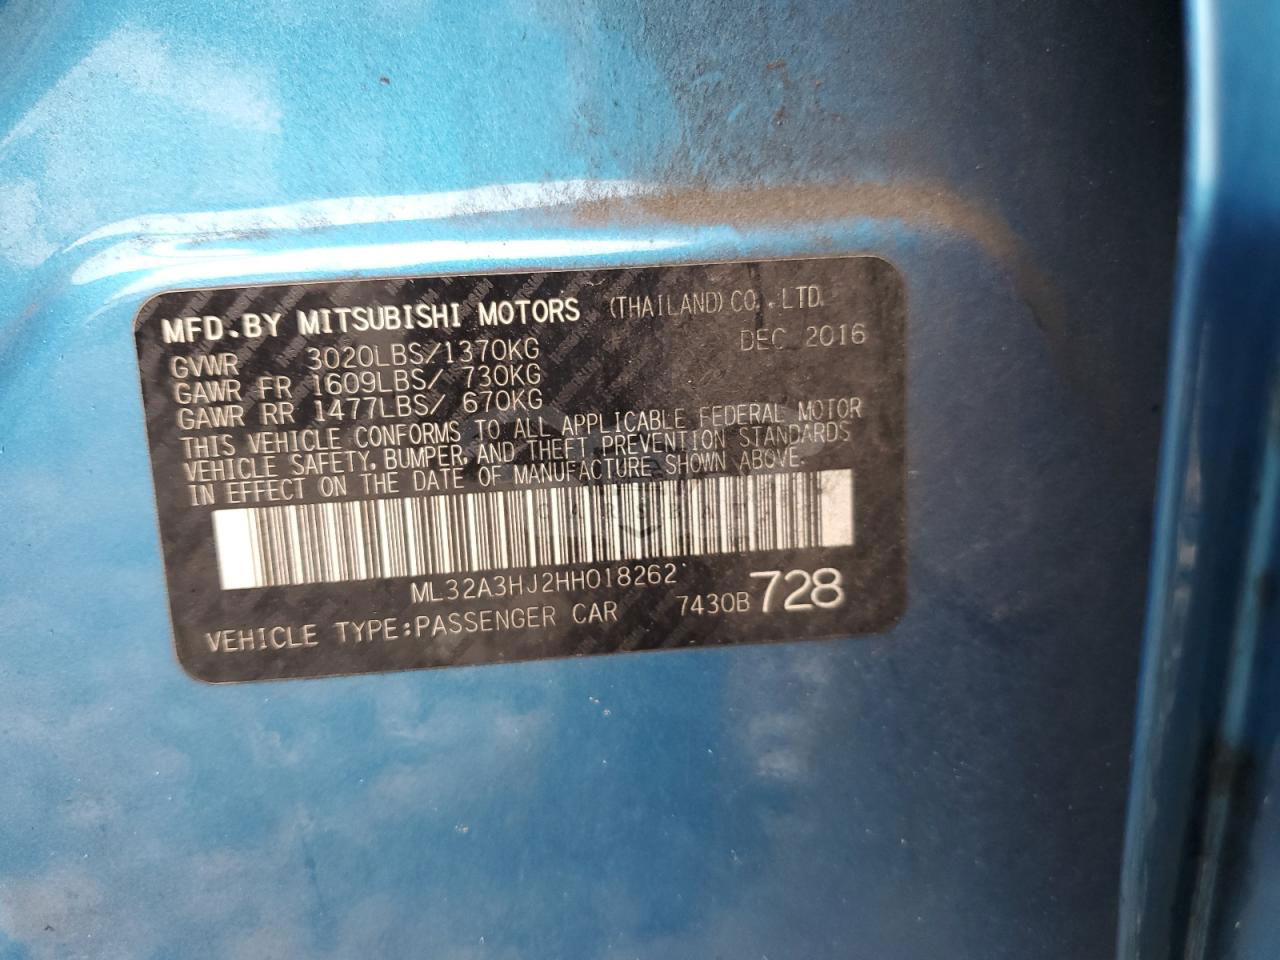 MFD.BY MITSUBISHI MOTORS (THAILAND) CO.,LTD.
GVWR 3020LBS/1370KG DEC 2016
GAWR FR 1609LBS/ 730KG
GAWR RR 1477LBS/ 670KG
THIS VEHICLE CONFORMS TO ALL APPLICABLE FEDERAL MOTOR
VEHICLE SAFETY, BUMPER, AND THEFT PREVENTION STANDARDS
IN EFFECT ON THE DATE OF MANUFACTURE SHOWN ABOVE.
ML32A3HJ2HH018262
VEHICLE TYPE:PASSENGER CAR 7430B 728